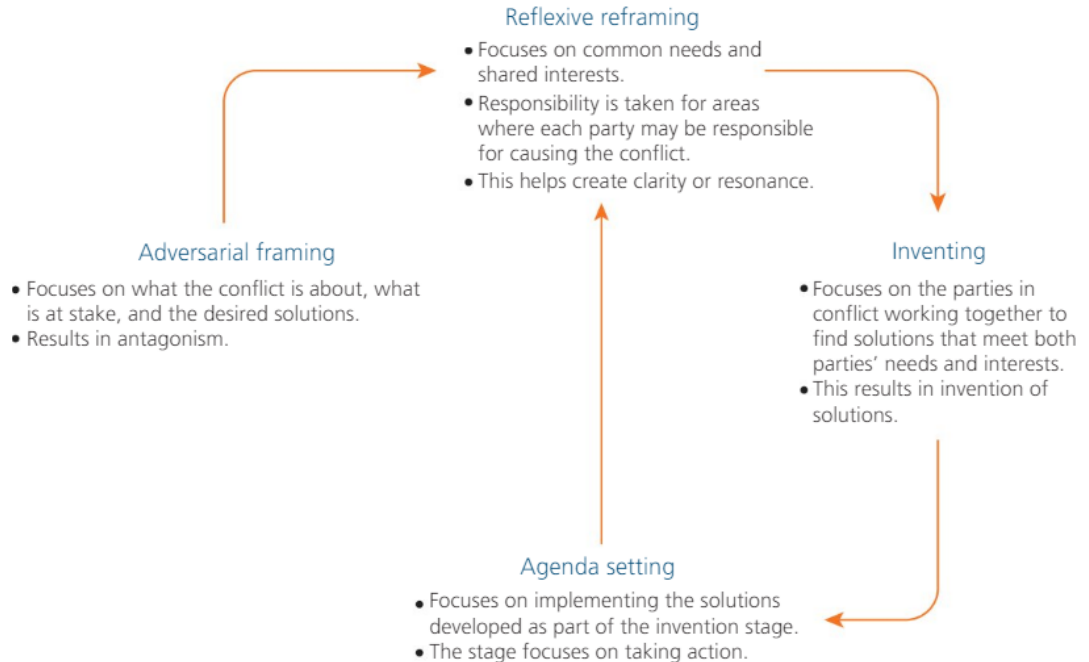 Reflexive reframing
• Focuses on common needs and
shared interests.
• Responsibility is taken for areas
where each party may be responsible
for causing the conflict.
• This helps create clarity or resonance.
Adversarial framing
• Focuses on what the conflict is about, what
is at stake, and the desired solutions.
• Results in antagonism.
Inventing
• Focuses on the parties in
conflict working together to
find solutions that meet both
parties’ needs and interests.
• This results in invention of
solutions.
Agenda setting
• Focuses on implementing the solutions
developed as part of the invention stage.
• The stage focuses on taking action.